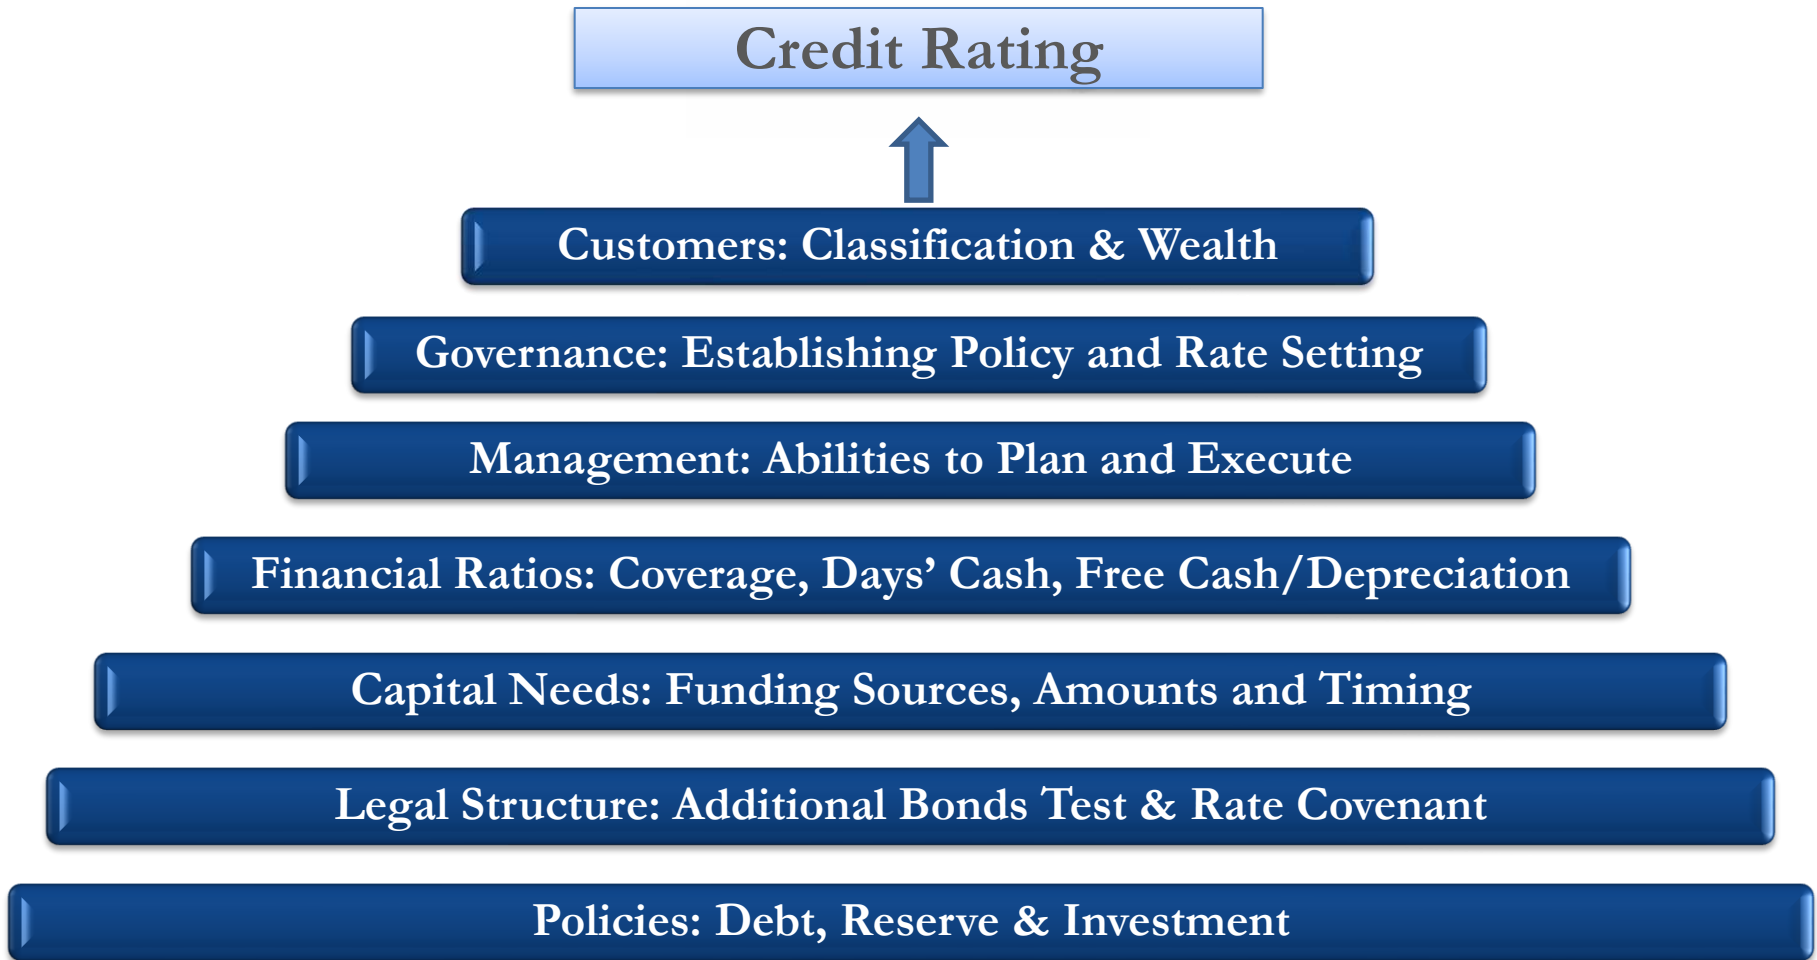 Credit Rating
Customers: Classification & Wealth
Governance: Establishing Policy and Rate Setting
Management: Abilities to Plan and Execute
Financial Ratios: Coverage, Days’ Cash, Free Cash/Depreciation
Capital Needs: Funding Sources, Amounts and Timing
Legal Structure: Additional Bonds Test & Rate Covenant
Policies: Debt, Reserve & Investment